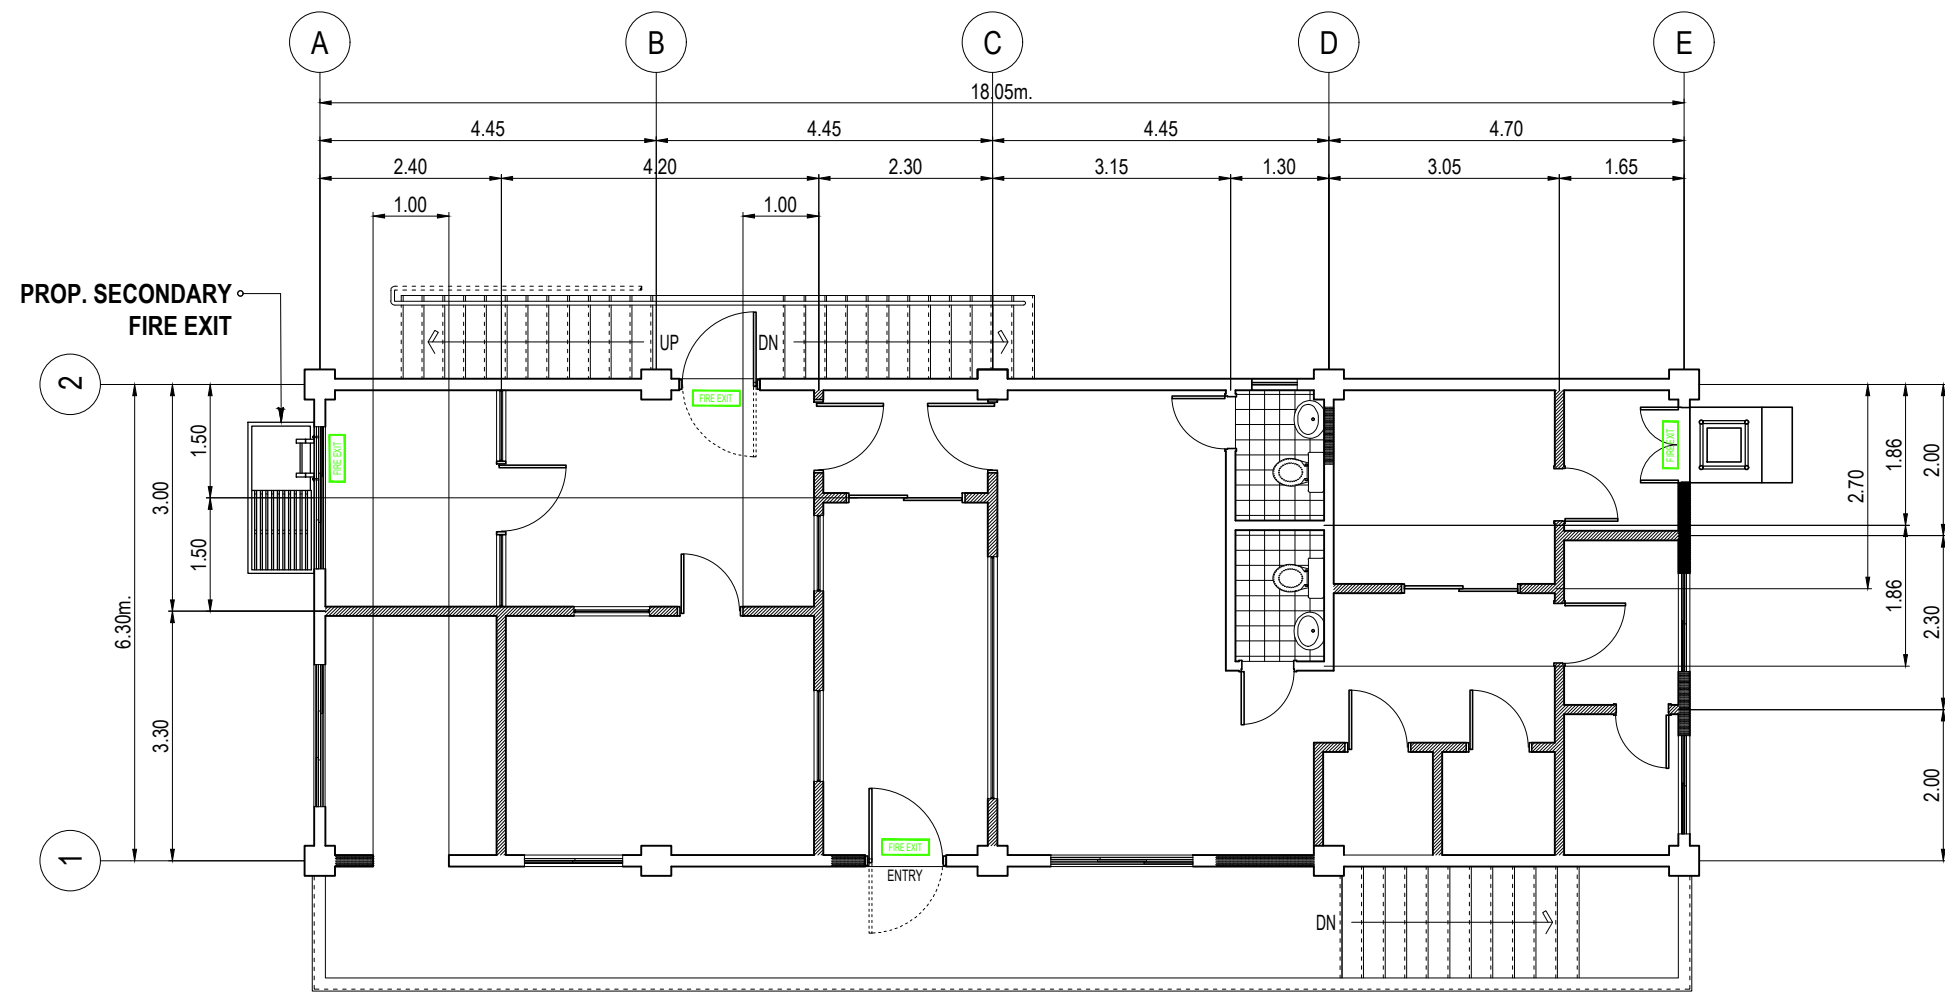 A
B
C
D
E
18.05m.
4.45
4.45
4.45
4.70
2.40
4.20
2.30
3.15
1.30
3.05
1.65
1.00
1.00
PROP. SECONDARY
FIRE EXIT
UP
DN
2
FIRE EXIT
FIRE EXIT
FIRE EXIT
1.50
3.00
1.50
6.30m.
3.30
1.86
2.00
2.70
1.86
2.30
2.00
1
FIRE EXIT
ENTRY
DN